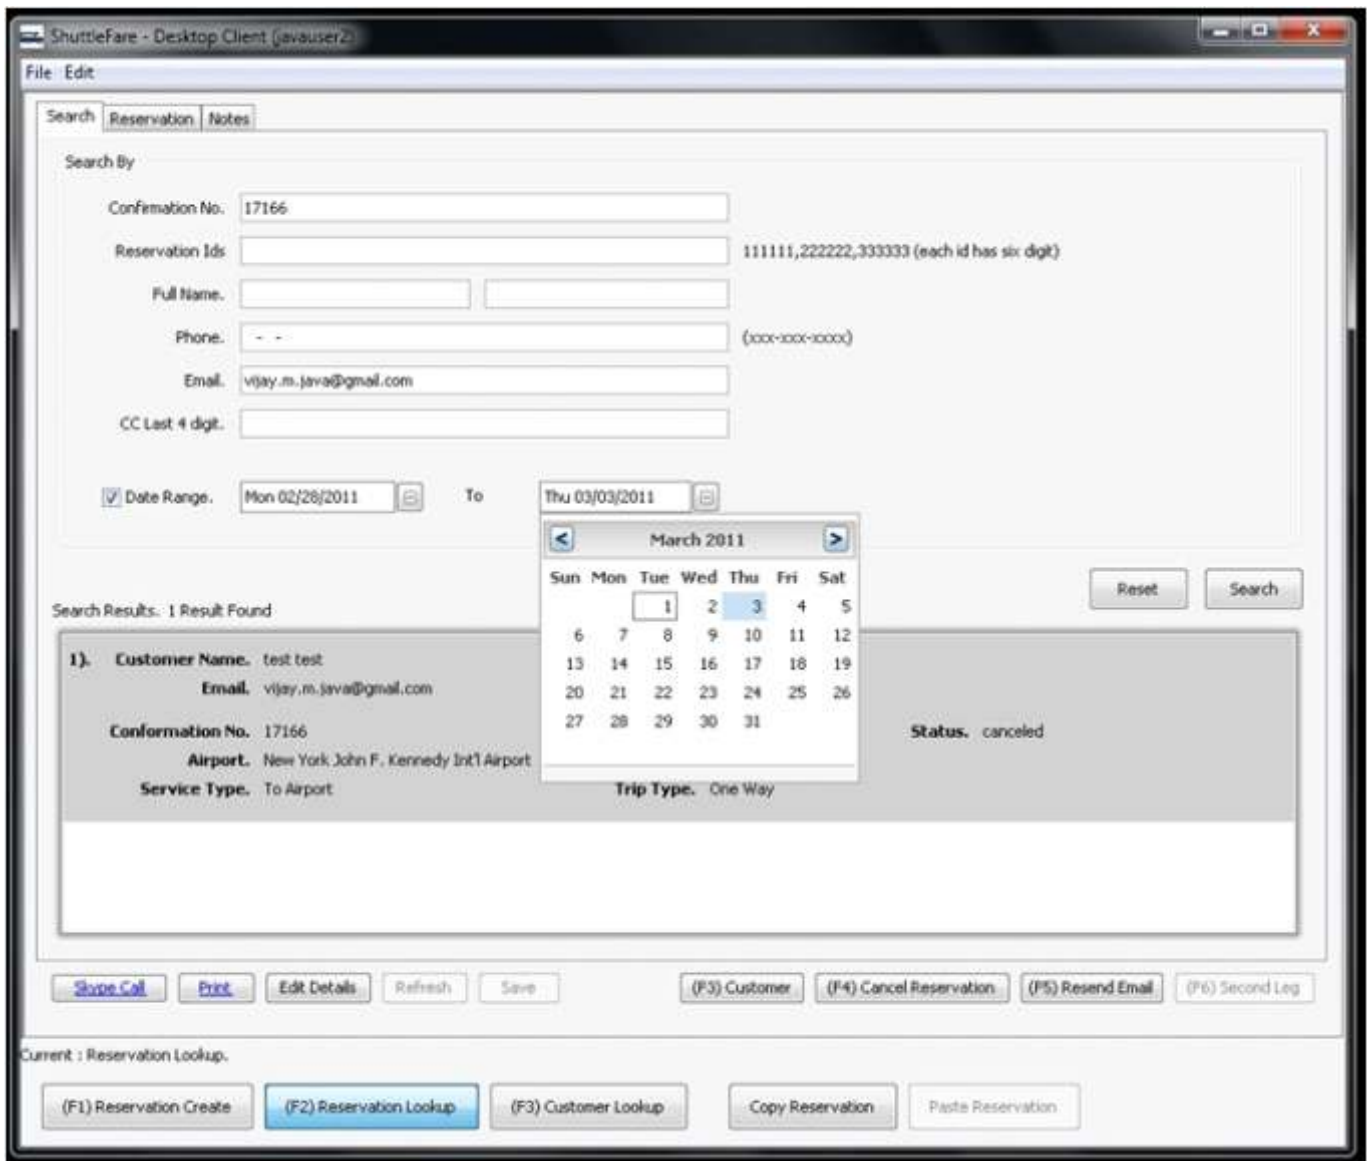 ShuttleFare - Desktop Client (javauser2)
File Edit
Search Reservation Notes
Search By
Confirmation No. 17166
Reservation Ids 111111,222222,333333 (each id has six digit)
Full Name.
Phone. - - (xxx-xxx-xxxx)
Email. vijay.m.java@gmail.com
CC Last 4 digit.
Date Range. Mon 02/28/2011 To Thu 03/03/2011
< March 2011 >
Sun Mon Tue Wed Thu Fri Sat
1 2 3 4 5
6 7 8 9 10 11 12
13 14 15 16 17 18 19
20 21 22 23 24 25 26
27 28 29 30 31
Reset Search
Search Results. 1 Result Found
1). Customer Name. test test
Email. vijay.m.java@gmail.com
Conformation No. 17166 Status. canceled
Airport. New York John F. Kennedy Int'l Airport
Service Type. To Airport Trip Type. One Way
Skype Call Print Edit Details Refresh Save (F3) Customer (F4) Cancel Reservation (F5) Resend Email (F6) Second Leg
Current : Reservation Lookup.
(F1) Reservation Create (F2) Reservation Lookup (F3) Customer Lookup Copy Reservation Paste Reservation